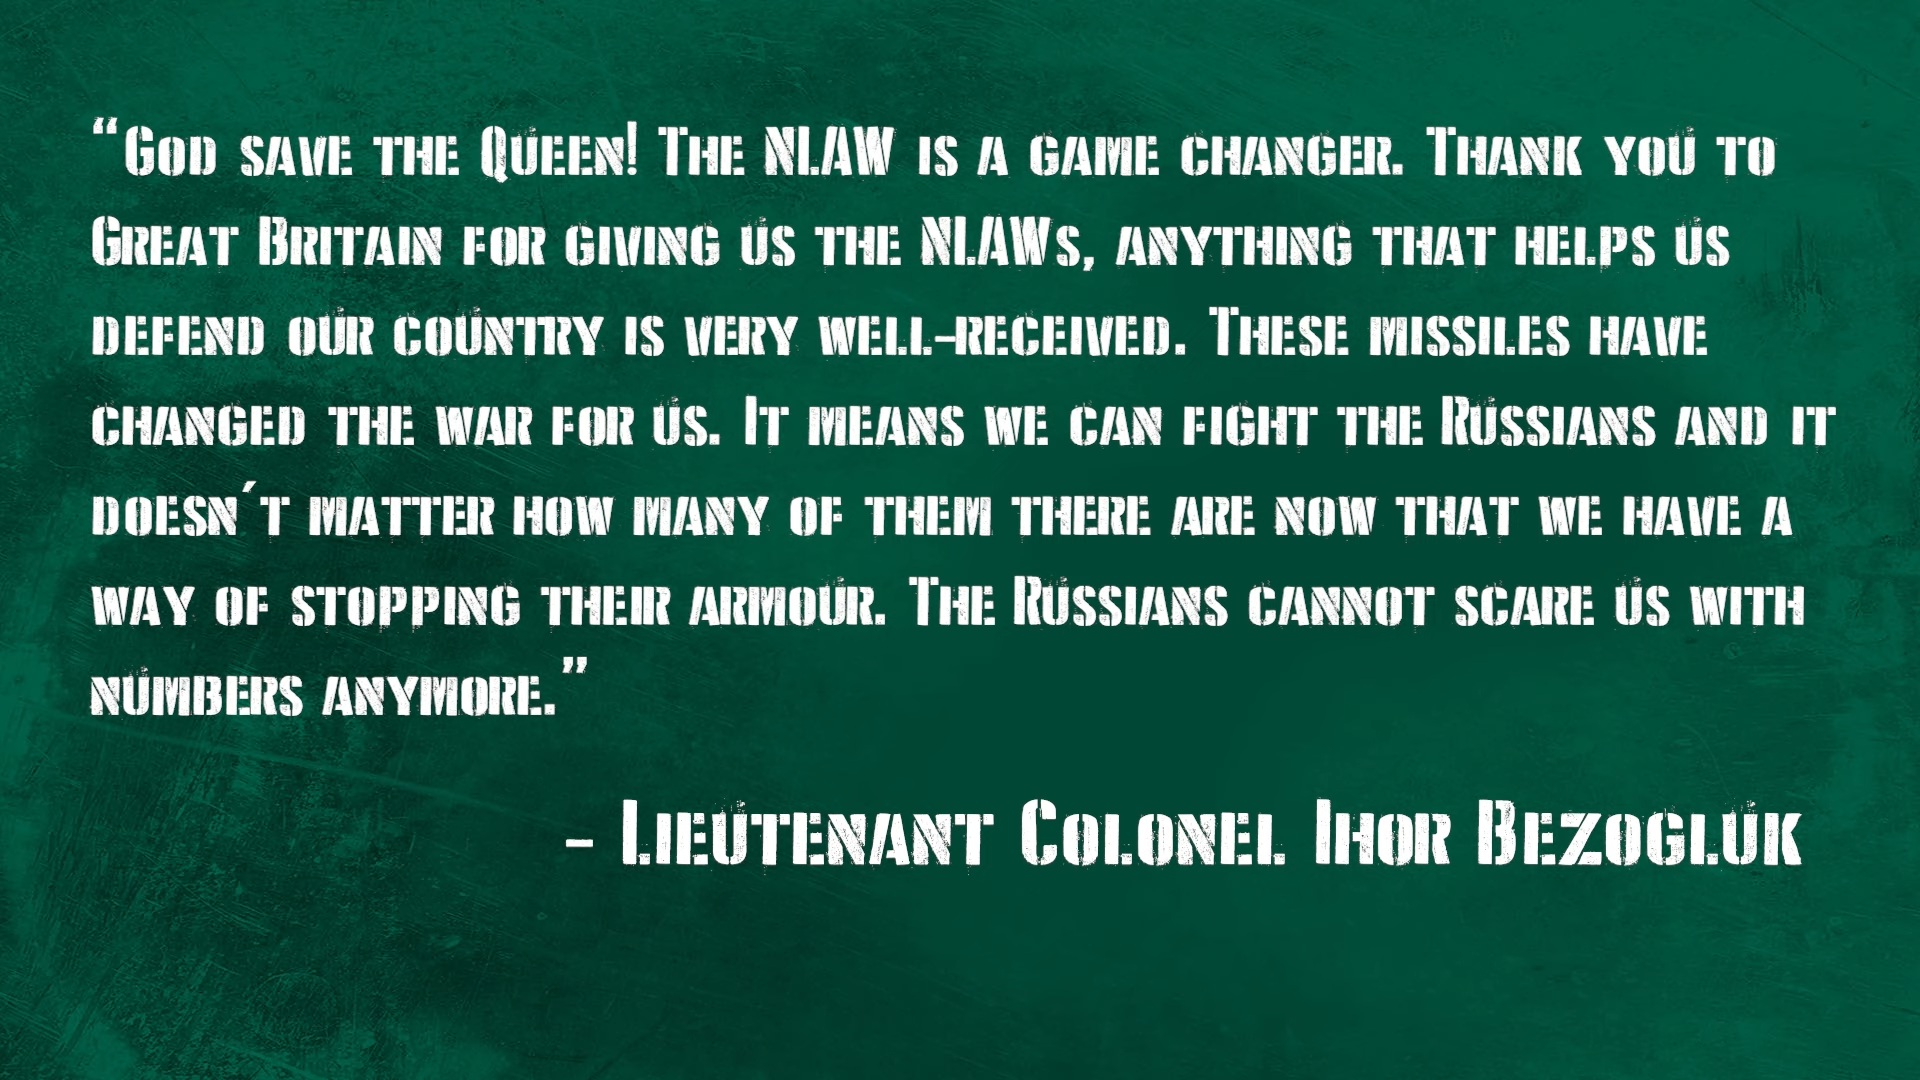 “God save the Queen! The NLAW is a game changer. Thank you to
Great Britain for giving us the NLAWs, anything that helps us
defend our country is very well-received. These missiles have
changed the war for us. It means we can fight the Russians and it
doesn´t matter how many of them there are now that we have a
way of stopping their armour. The Russians cannot scare us with
numbers anymore.”
- Lieutenant Colonel Ihor Bezogluk